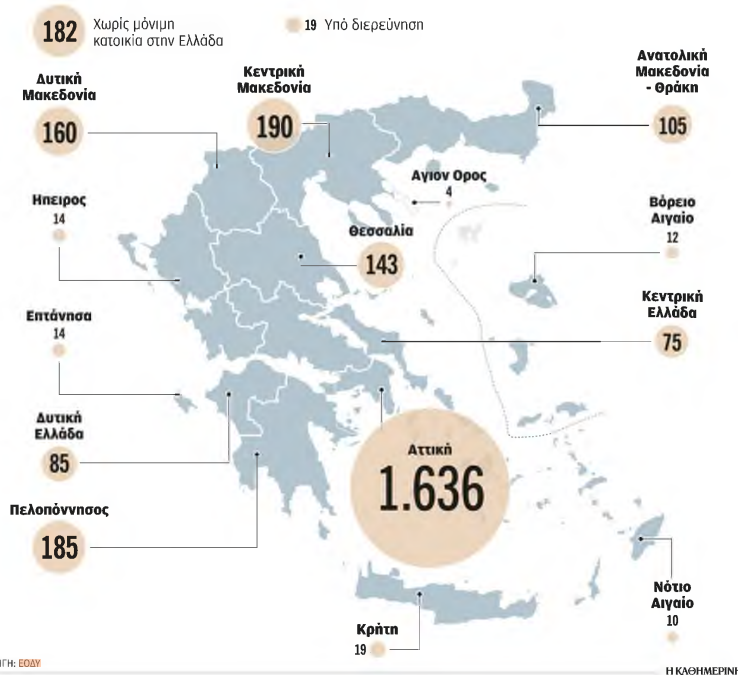 182 Χωρίς μόνιμη
κατοικία στην Ελλάδα
19 Υπό διερεύνηση
Δυτική
Μακεδονία
160
Κεντρική
Μακεδονία
190
Ανατολική
Μακεδονία
- Θράκη
105
Αγιον Ορος
4
Ηπειρος
14
Θεσσαλία
143
Βόρειο
Αιγαίο
12
Κεντρική
Ελλάδα
75
Επτάνησα
14
Δυτική
Ελλάδα
85
Αττική
1.636
Πελοπόννησος
185
Νότιο
Αιγαίο
10
Κρήτη
19
ΓΗ: ΕΟΔΥ
Η ΚΑΘΗΜΕΡΙΝΗ